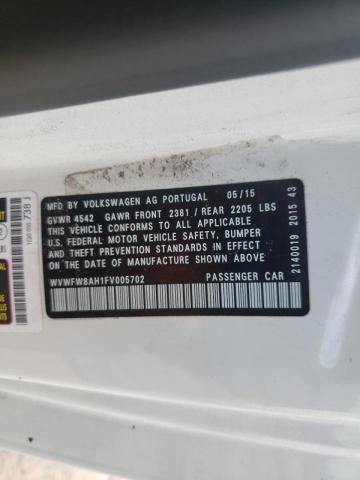 MFD BY VOLKSWAGEN AG PORTUGAL 05/15
GVWR 4542 GAWR FRONT 2381 / REAR 2205 LBS
THIS VEHICLE CONFORMS TO ALL APPLICABLE
U.S. FEDERAL MOTOR VEHICLE SAFETY, BUMPER
AND THEFT PREVENTION STANDARDS IN EFFECT
ON THE DATE OF MANUFACTURE SHOWN ABOVE
WVWFW8AH1FV005702 PASSENGER CAR
2140019 2015 43
738 J